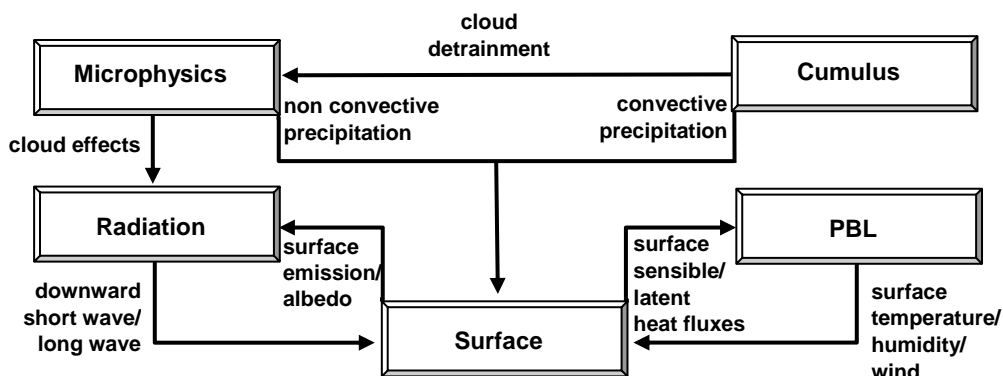 cloud
detrainment
Microphysics
Cumulus
non convective
precipitation
convective
precipitation
cloud effects
Radiation
PBL
surface
emission/
albedo
surface
sensible/
latent
heat fluxes
downward
short wave/
long wave
Surface
surface
temperature/
humidity/
wind